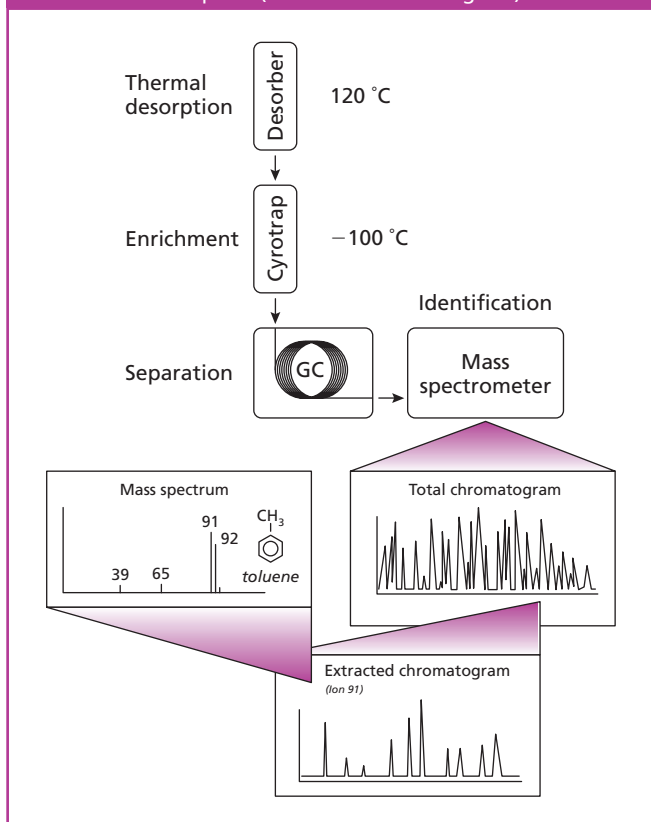 Thermal
desorption
Desorber
120 °C
Enrichment
Cyrotrap
−100 °C
Identification
Separation
GC
Mass
spectrometer
Mass spectrum
39
65
91
92
CH3
toluene
Total chromatogram
Extracted chromatogram
(Ion 91)